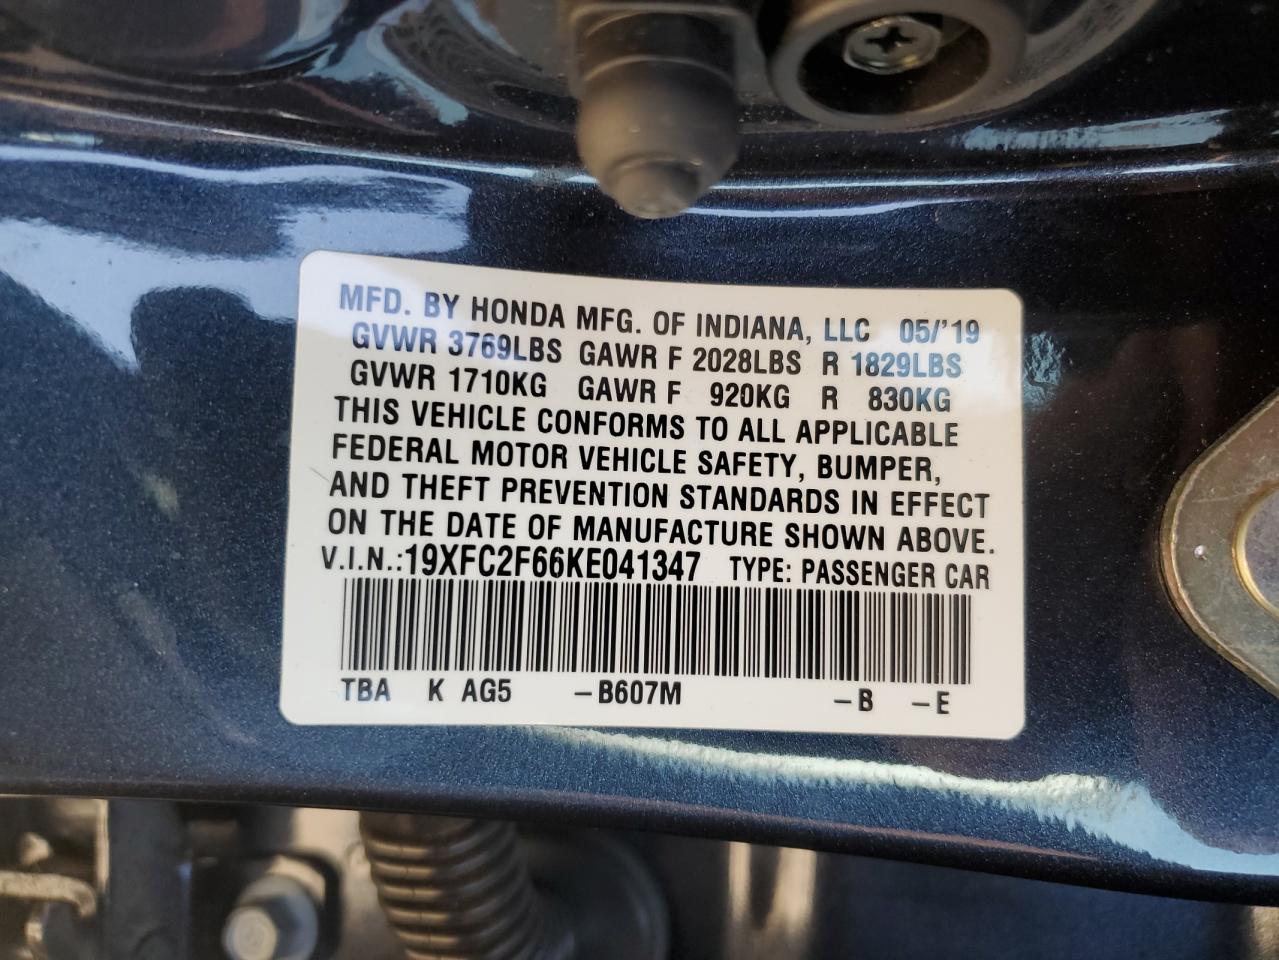 MFD. BY HONDA MFG. OF INDIANA, LLC 05/'19
GVWR 3769LBS GAWR F 2028LBS R 1829LBS
GVWR 1710KG GAWR F 920KG R 830KG
THIS VEHICLE CONFORMS TO ALL APPLICABLE
FEDERAL MOTOR VEHICLE SAFETY, BUMPER,
AND THEFT PREVENTION STANDARDS IN EFFECT
ON THE DATE OF MANUFACTURE SHOWN ABOVE.
V.I.N.:19XFC2F66KE041347 TYPE: PASSENGER CAR
TBA K AG5 –B607M –B –E